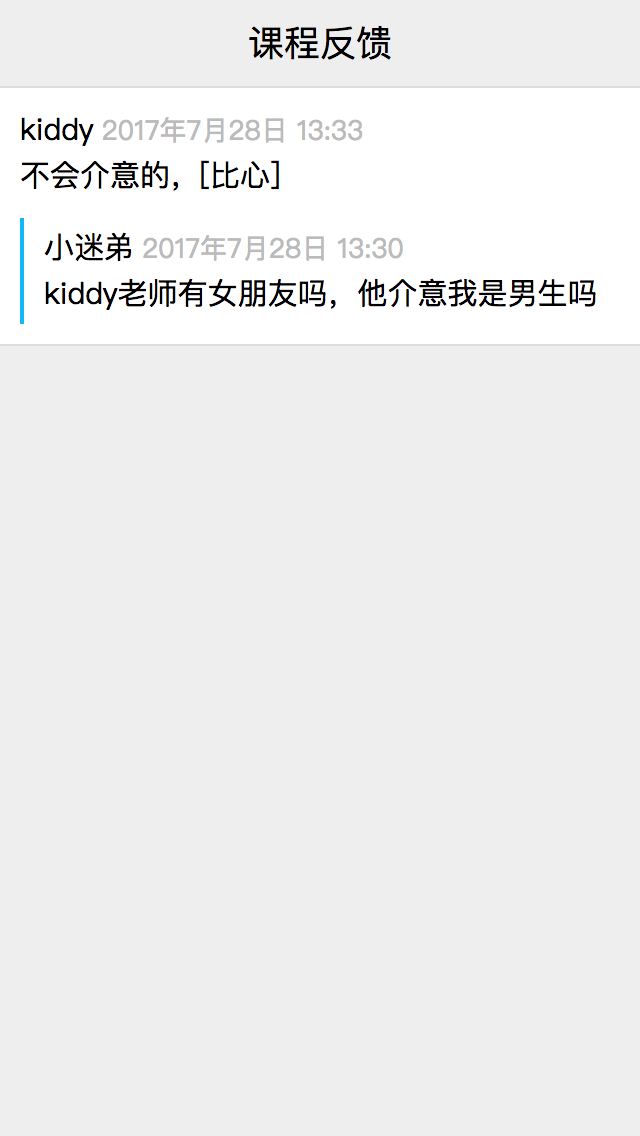 课程反馈
kiddy 2017年7月28日 13:33
不会介意的，[比心]
小迷弟 2017年7月28日 13:30
kiddy老师有女朋友吗，他介意我是男生吗